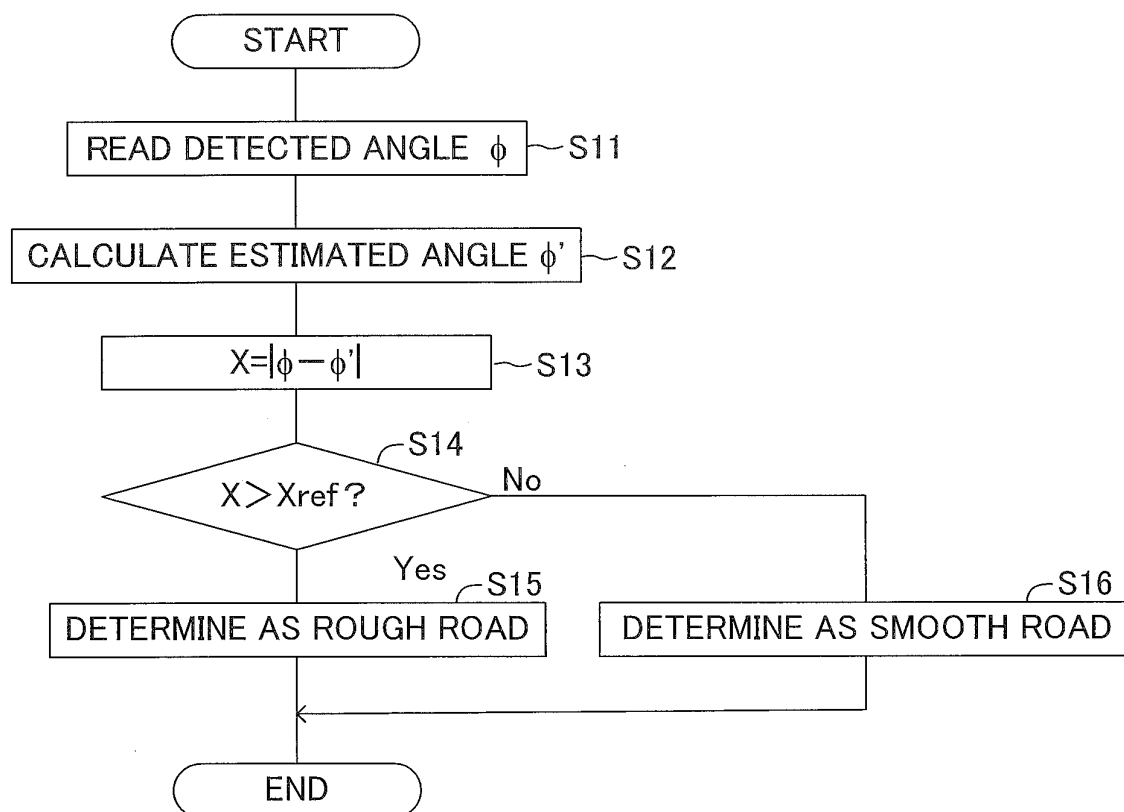 START
READ DETECTED ANGLE ϕ
S11
CALCULATE ESTIMATED ANGLE ϕ'
S12
X=|ϕ−ϕ'|
S13
S14
X>Xref?
No
Yes
S15
DETERMINE AS ROUGH ROAD
S16
DETERMINE AS SMOOTH ROAD
END